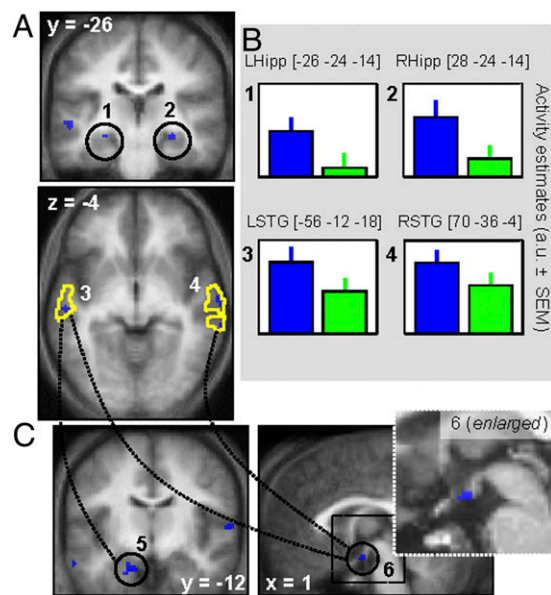 A
y = -26
1
2
z = -4
3
4
B
LHipp [-26 -24 -14]
RHipp [28 -24 -14]
1
2
LSTG [-56 -12 -18]
RSTG [70 -36 -4]
3
4
Activity estimates (a.u. ± SEM)
C
5
y = -12
x = 1
6
6 (enlarged)